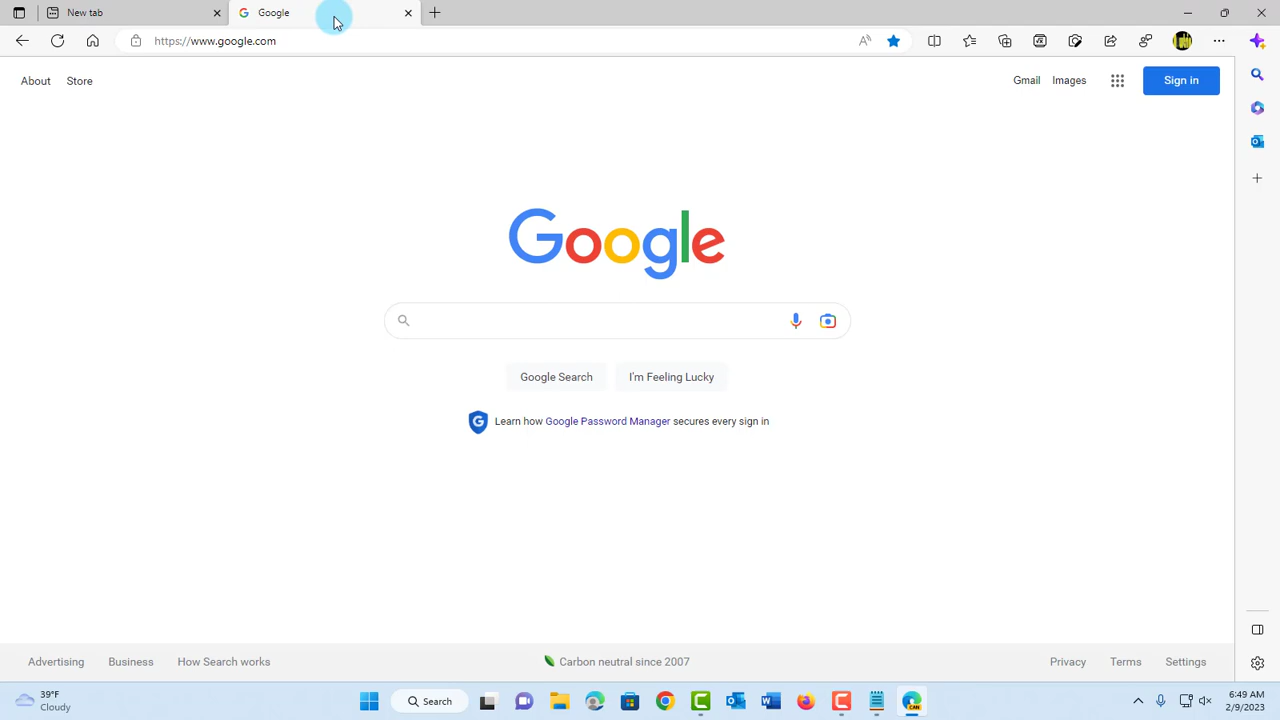 New tab
Google
https://www.google.com
About
Store
Gmail
Images
Sign in
Google
Google Search
I'm Feeling Lucky
Learn how Google Password Manager secures every sign in
Advertising
Business
How Search works
Carbon neutral since 2007
Privacy
Terms
Settings
39°F
Cloudy
Search
CAN
6:49 AM
2/9/2023